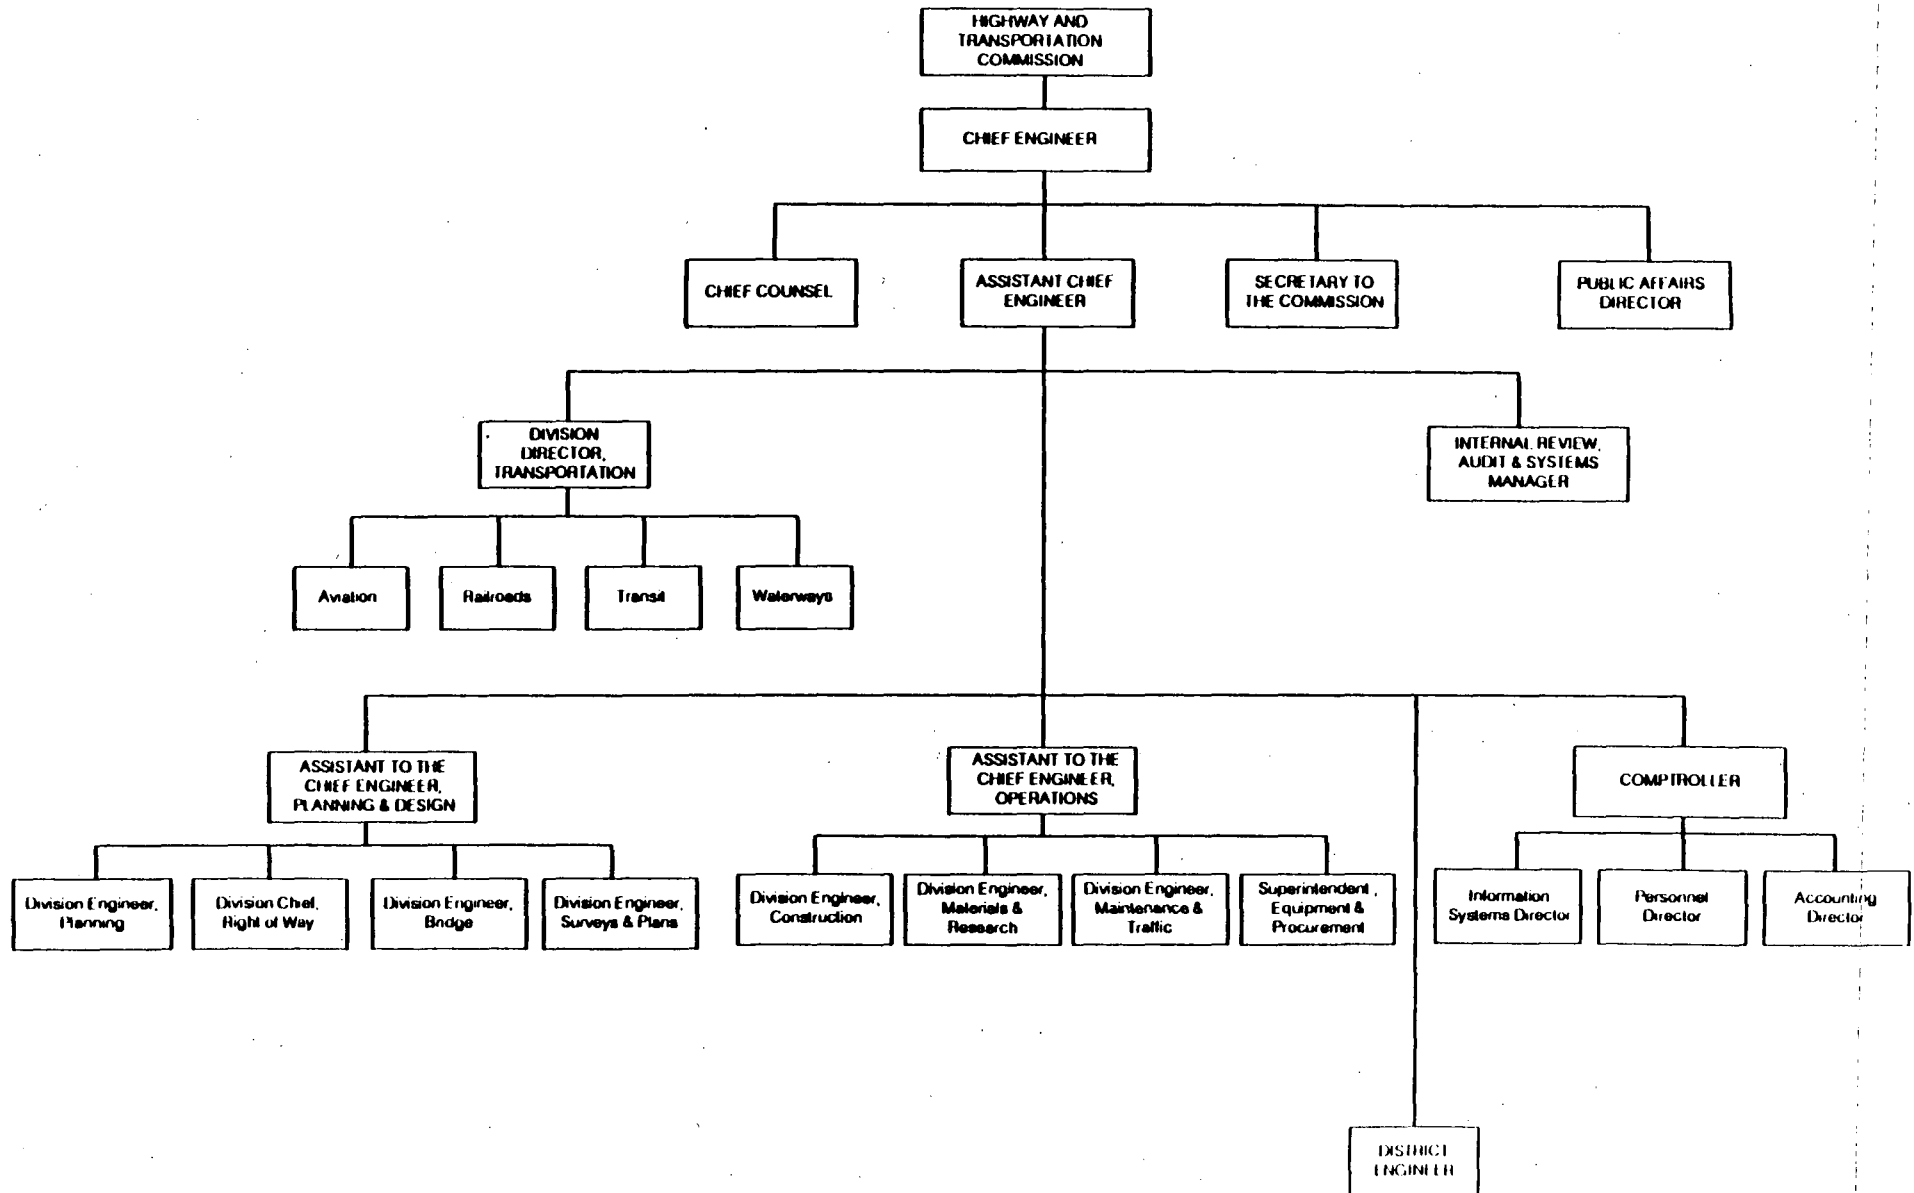 HIGHWAY AND
TRANSPORTATION
COMMISSION
CHIEF ENGINEER
CHIEF COUNSEL
ASSISTANT CHIEF
ENGINEER
SECRETARY TO
THE COMMISSION
PUBLIC AFFAIRS
DIRECTOR
DIVISION
DIRECTOR,
TRANSPORTATION
INTERNAL REVIEW,
AUDIT & SYSTEMS
MANAGER
Aviation
Railroads
Transit
Waterways
ASSISTANT TO THE
CHIEF ENGINEER,
PLANNING & DESIGN
ASSISTANT TO THE
CHIEF ENGINEER,
OPERATIONS
COMPTROLLER
Division Engineer,
Planning
Division Chief,
Right of Way
Division Engineer,
Bridge
Division Engineer,
Surveys & Plans
Division Engineer,
Construction
Division Engineer,
Materials &
Research
Division Engineer,
Maintenance &
Traffic
Superintendent,
Equipment &
Procurement
Information
Systems Director
Personnel
Director
Accounting
Director
DISTRICT
ENGINEER